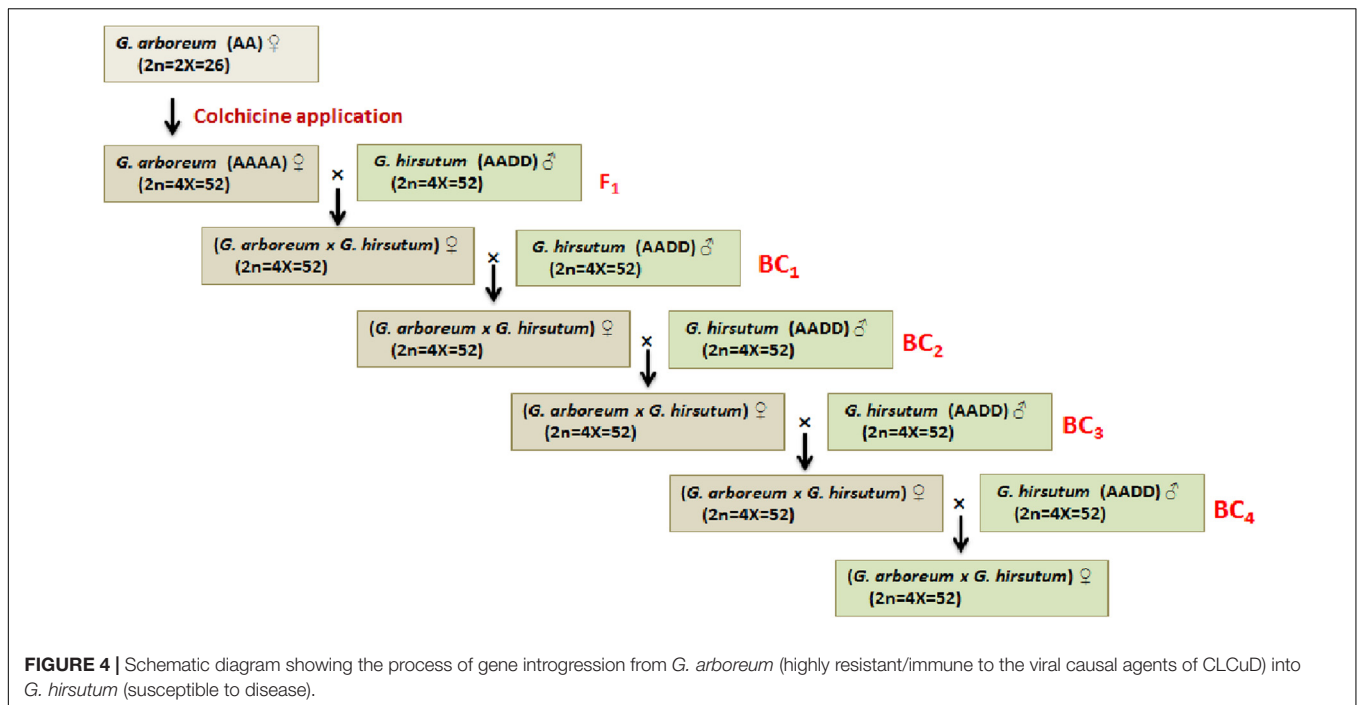 G. arboreum (AA) ♀
(2n=2X=26)
Colchicine application
G. arboreum (AAAA) ♀
(2n=4X=52)
×
G. hirsutum (AADD) ♂
(2n=4X=52)
F1
(G. arboreum x G. hirsutum) ♀
(2n=4X=52)
×
G. hirsutum (AADD) ♂
(2n=4X=52)
BC1
(G. arboreum x G. hirsutum) ♀
(2n=4X=52)
×
G. hirsutum (AADD) ♂
(2n=4X=52)
BC2
(G. arboreum x G. hirsutum) ♀
(2n=4X=52)
×
G. hirsutum (AADD) ♂
(2n=4X=52)
BC3
(G. arboreum x G. hirsutum) ♀
(2n=4X=52)
×
G. hirsutum (AADD) ♂
(2n=4X=52)
BC4
(G. arboreum x G. hirsutum) ♀
(2n=4X=52)
FIGURE 4 | Schematic diagram showing the process of gene introgression from G. arboreum (highly resistant/immune to the viral causal agents of CLCuD) into
G. hirsutum (susceptible to disease).